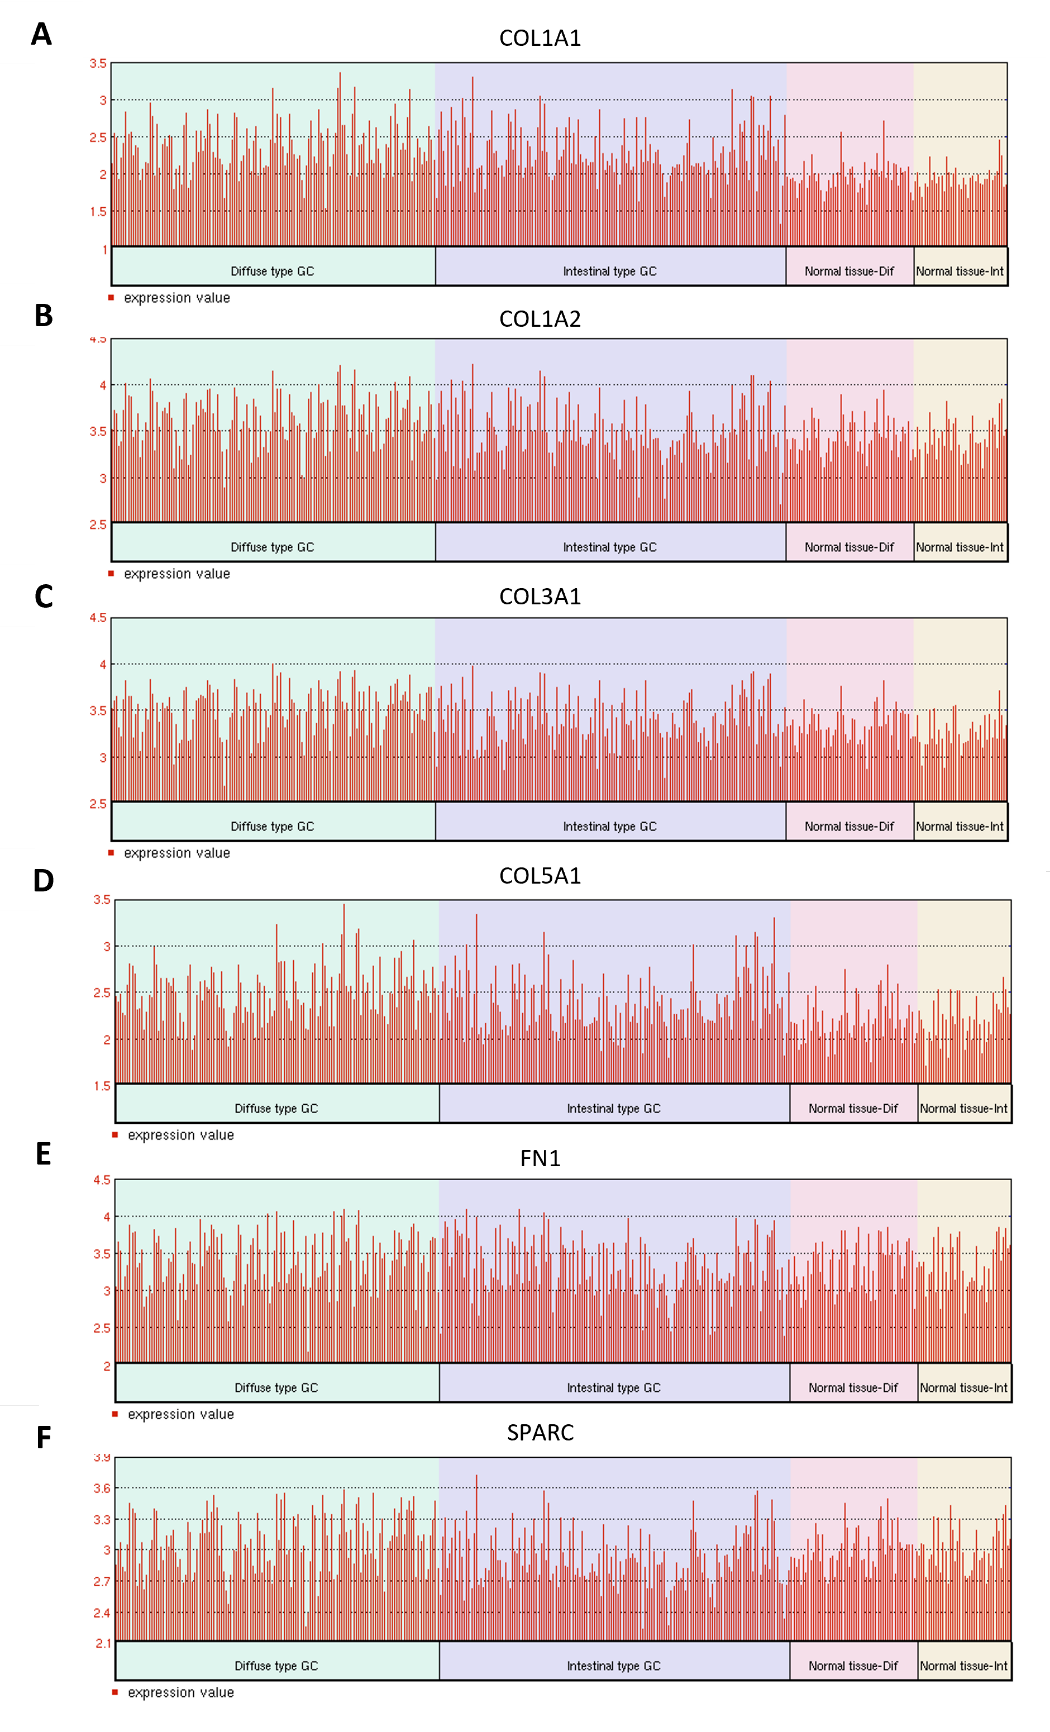 A
COL1A1
3.5
3
2.5
2
1.5
1
Diffuse type GC Intestinal type GC Normal tissue-Dif Normal tissue-Int
expression value
B
COL1A2
4.5
4
3.5
3
2.5
Diffuse type GC Intestinal type GC Normal tissue-Dif Normal tissue-Int
expression value
C
COL3A1
4.5
4
3.5
3
2.5
Diffuse type GC Intestinal type GC Normal tissue-Dif Normal tissue-Int
expression value
D
COL5A1
3.5
3
2.5
2
1.5
Diffuse type GC Intestinal type GC Normal tissue-Dif Normal tissue-Int
expression value
E
FN1
4.5
4
3.5
3
2.5
2
Diffuse type GC Intestinal type GC Normal tissue-Dif Normal tissue-Int
expression value
F
SPARC
3.9
3.6
3.3
3
2.7
2.4
2.1
Diffuse type GC Intestinal type GC Normal tissue-Dif Normal tissue-Int
expression value